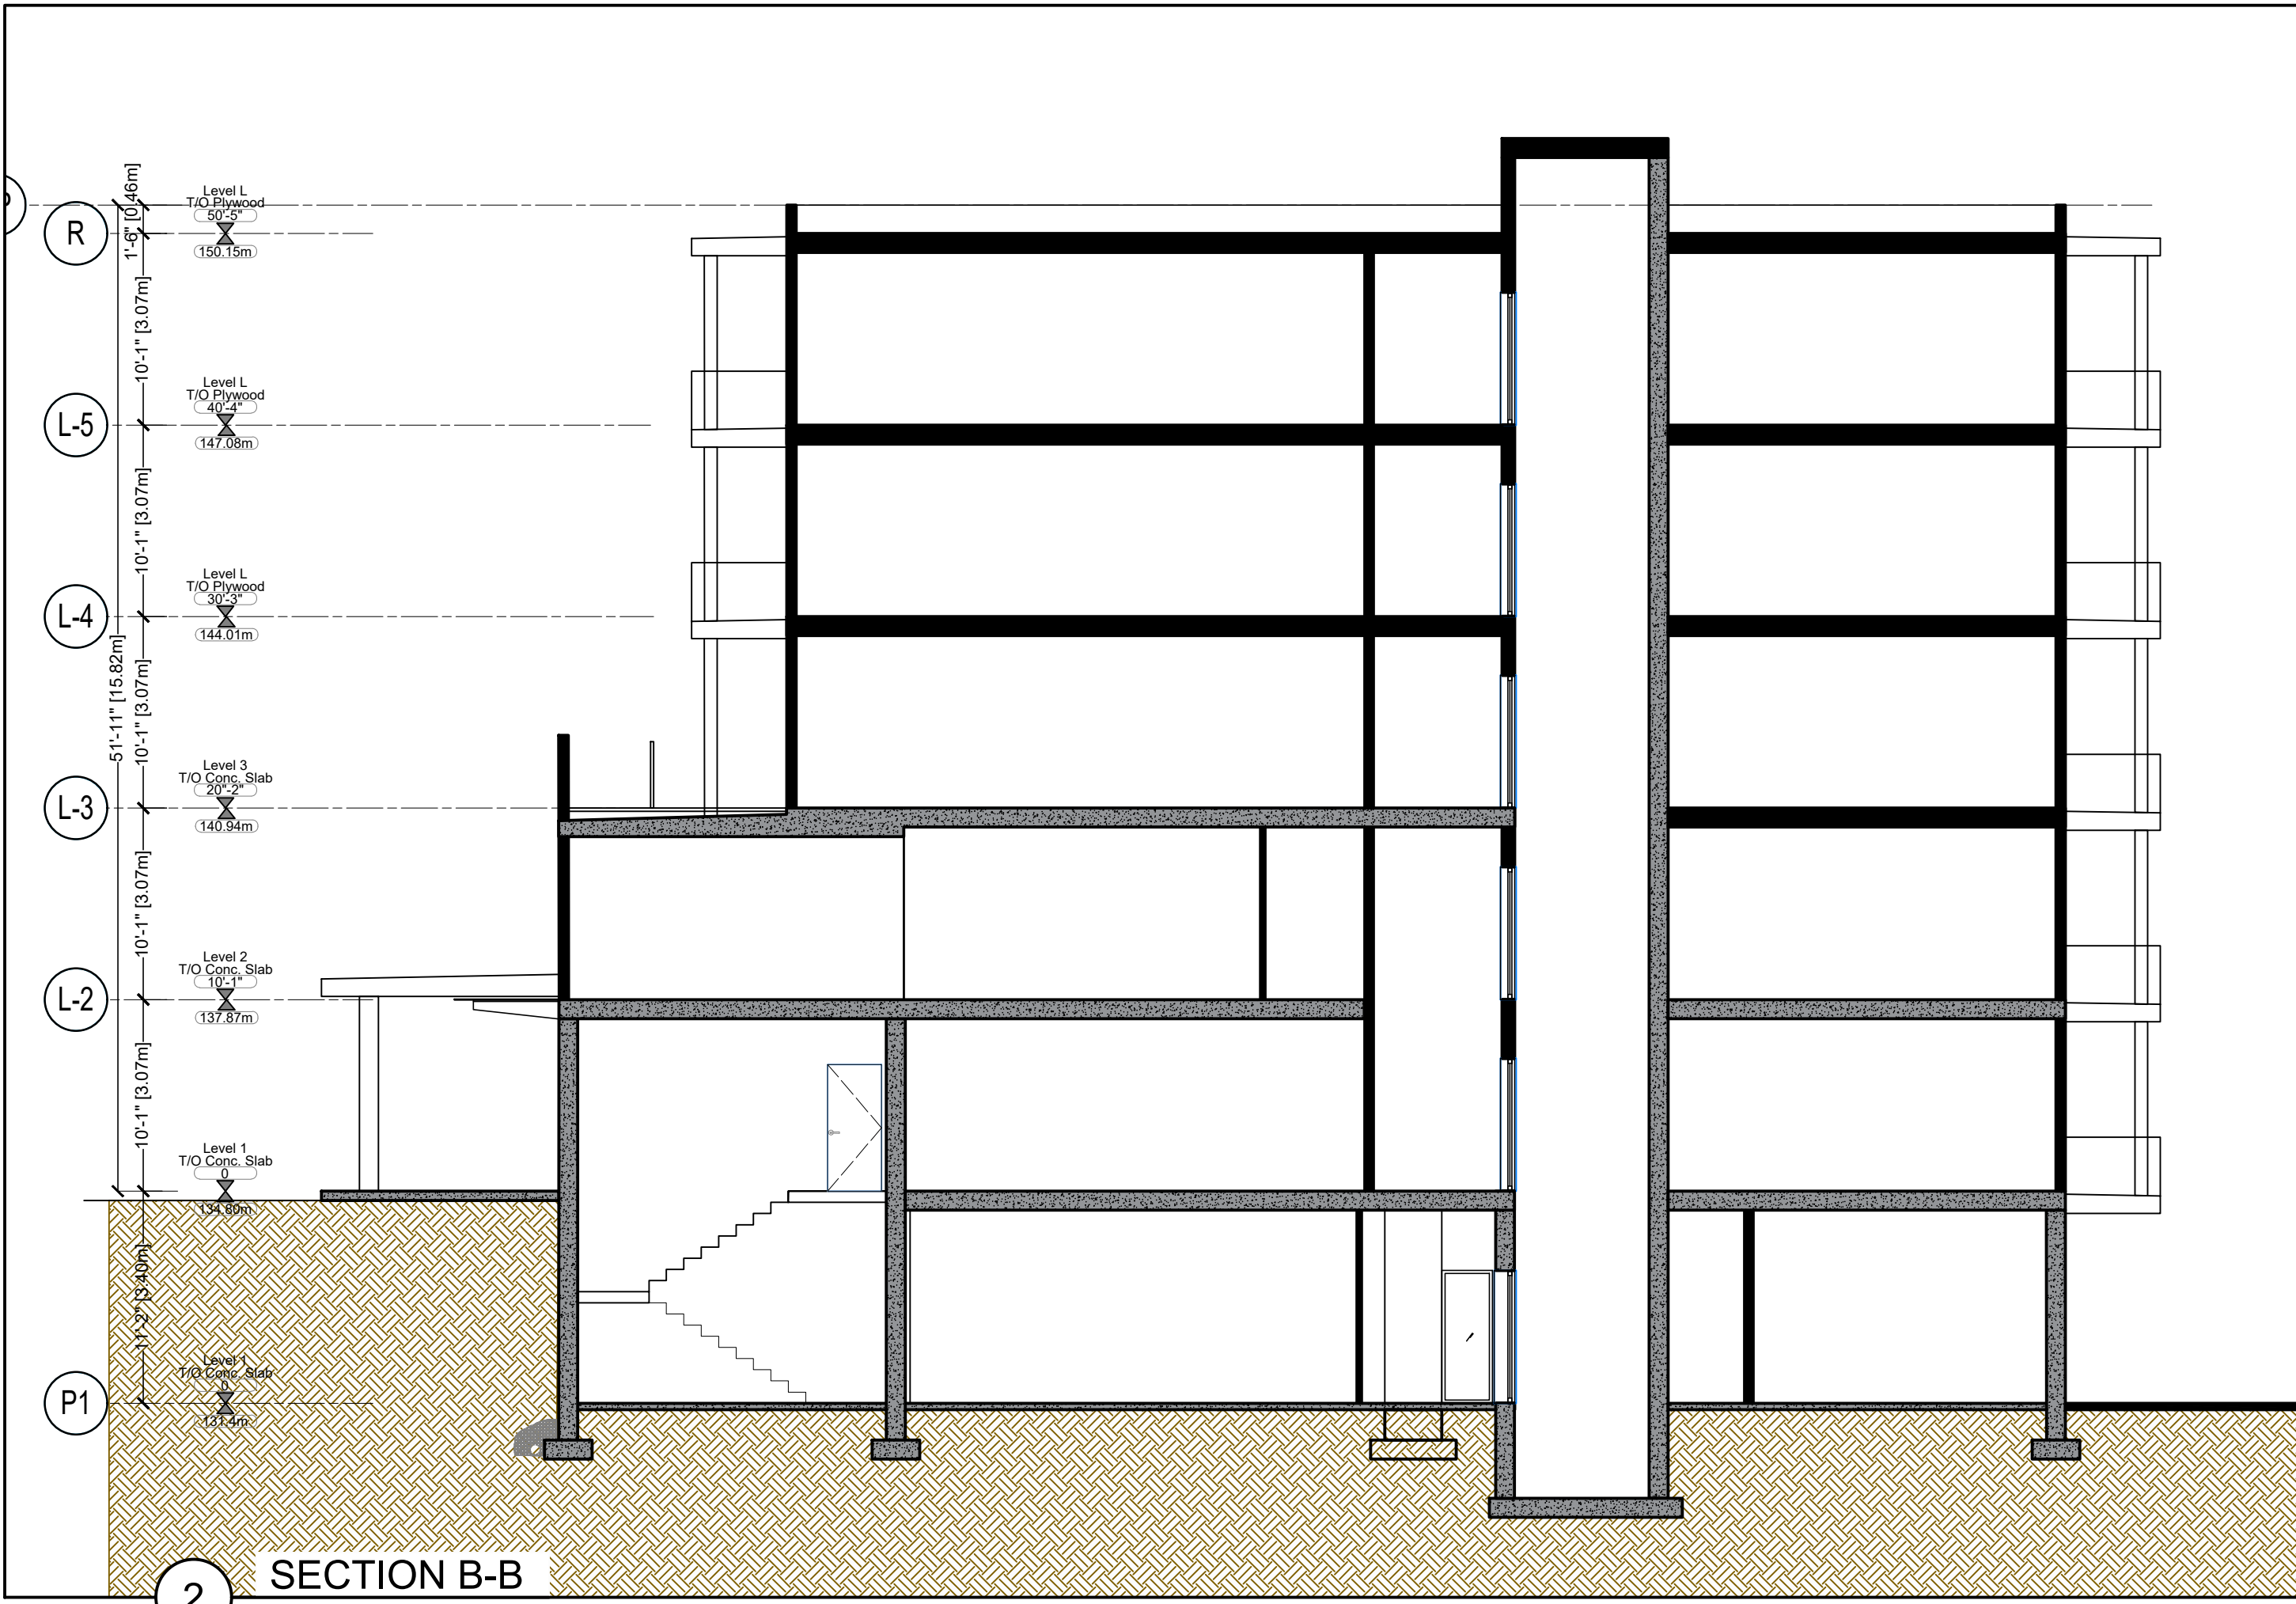 1'-6" [0.46m]
R
Level L
T/O Plywood
50'-5"
150.15m
10'-1" [3.07m]
L-5
Level L
T/O Plywood
40'-4"
147.08m
10'-1" [3.07m]
L-4
Level L
T/O Plywood
30'-3"
144.01m
51'-11" [15.82m]
10'-1" [3.07m]
L-3
Level 3
T/O Conc. Slab
20"-2"
140.94m
10'-1" [3.07m]
L-2
Level 2
T/O Conc. Slab
10'-1"
137.87m
10'-1" [3.07m]
Level 1
T/O Conc. Slab
0
134.80m
11'-2" [3.40m]
P1
Level 1
T/O Conc. Slab
0
131.4m
2
SECTION B-B